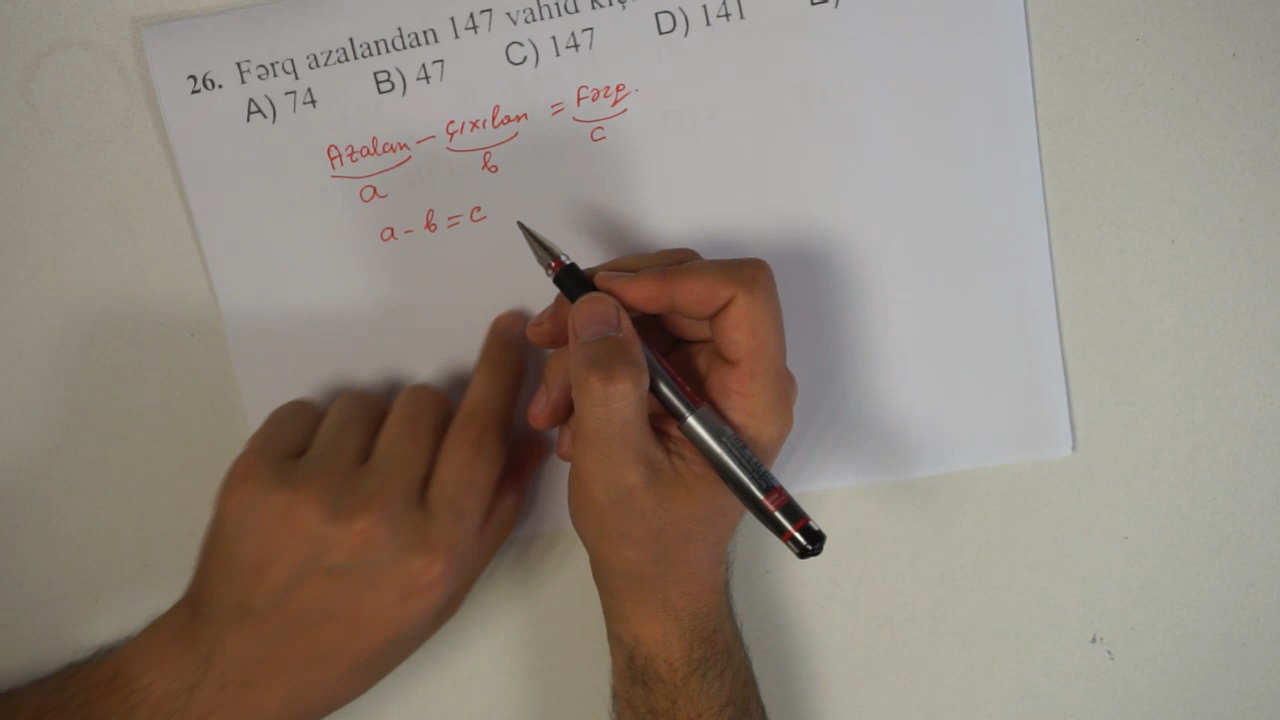 26. Fərq azalandan 147 vahid
A) 74 B) 47 C) 147 D) 141
Azalan - Çıxılan = Fərq.
a b c
a - b = c